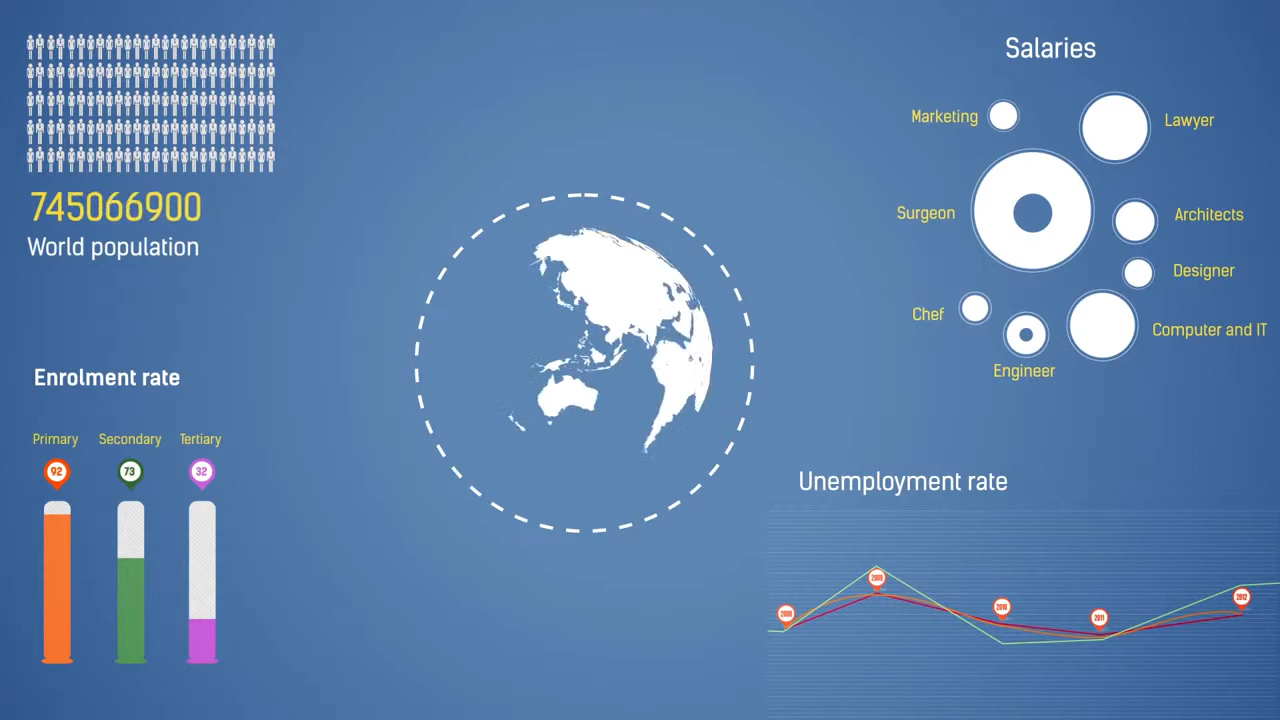 745066900
World population
Enrolment rate
Primary Secondary Tertiary
92 73 32
Salaries
Marketing
Lawyer
Surgeon
Architects
Designer
Chef
Computer and IT
Engineer
Unemployment rate
2008
2009
2010
2011
2012